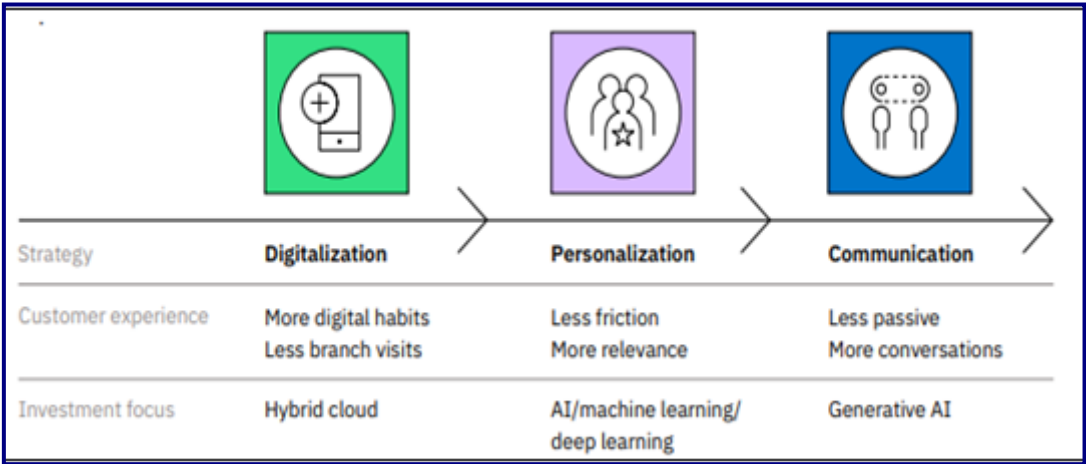 Strategy Digitalization Personalization Communication
Customer experience More digital habits Less friction Less passive
Less branch visits More relevance More conversations
Investment focus Hybrid cloud AI/machine learning/ Generative AI
deep learning